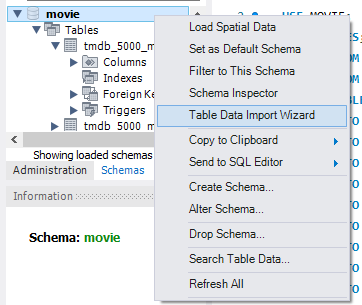 movie
Tables
tmdb_5000_m
Columns
Indexes
Foreign Ke
Triggers
tmdb_5000_m
Showing loaded schemas
Administration Schemas
Information
Schema: movie
Load Spatial Data
Set as Default Schema
Filter to This Schema
Schema Inspector
Table Data Import Wizard
Copy to Clipboard
Send to SQL Editor
Create Schema...
Alter Schema...
Drop Schema...
Search Table Data...
Refresh All
USE MOVIE;